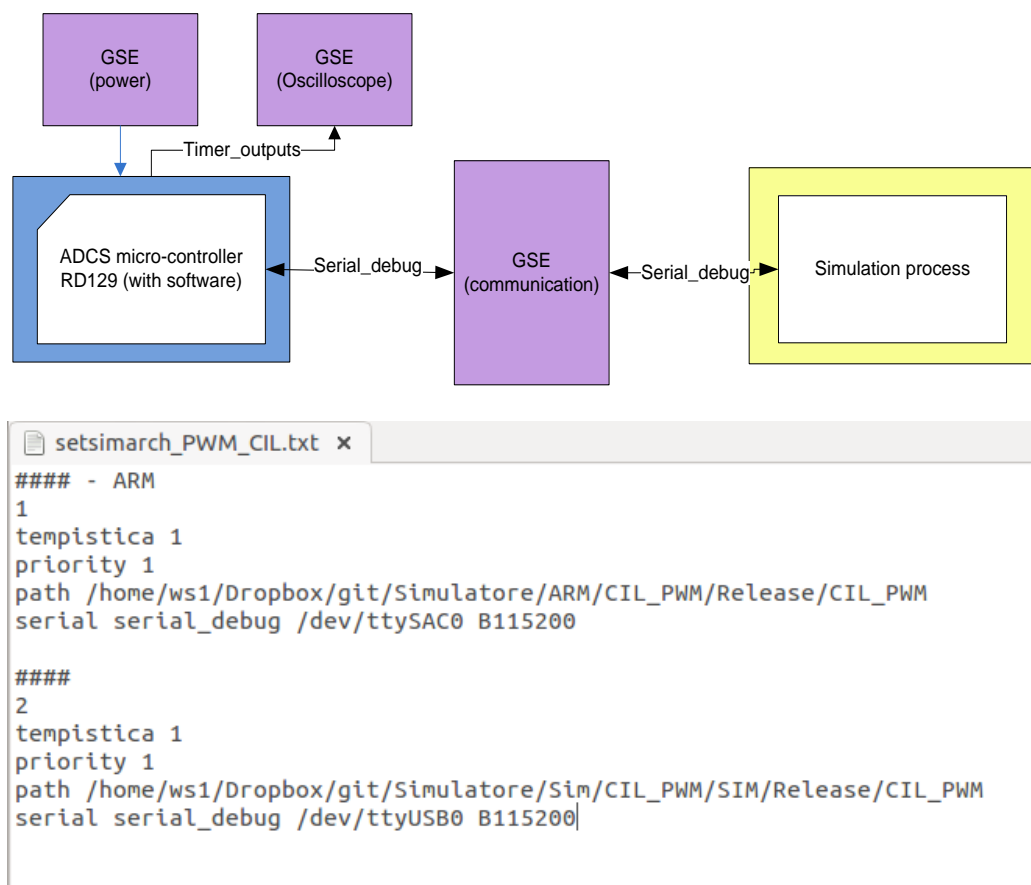 GSE
(power)
GSE
(Oscilloscope)
Timer_outputs
ADCS micro-controller
RD129 (with software)
Serial_debug
GSE
(communication)
Serial_debug
Simulation process
setsimarch_PWM_CIL.txt ×
#### - ARM
1
tempistica 1
priority 1
path /home/ws1/Dropbox/git/Simulatore/ARM/CIL_PWM/Release/CIL_PWM
serial serial_debug /dev/ttySAC0 B115200
####
2
tempistica 1
priority 1
path /home/ws1/Dropbox/git/Simulatore/Sim/CIL_PWM/SIM/Release/CIL_PWM
serial serial_debug /dev/ttyUSB0 B115200